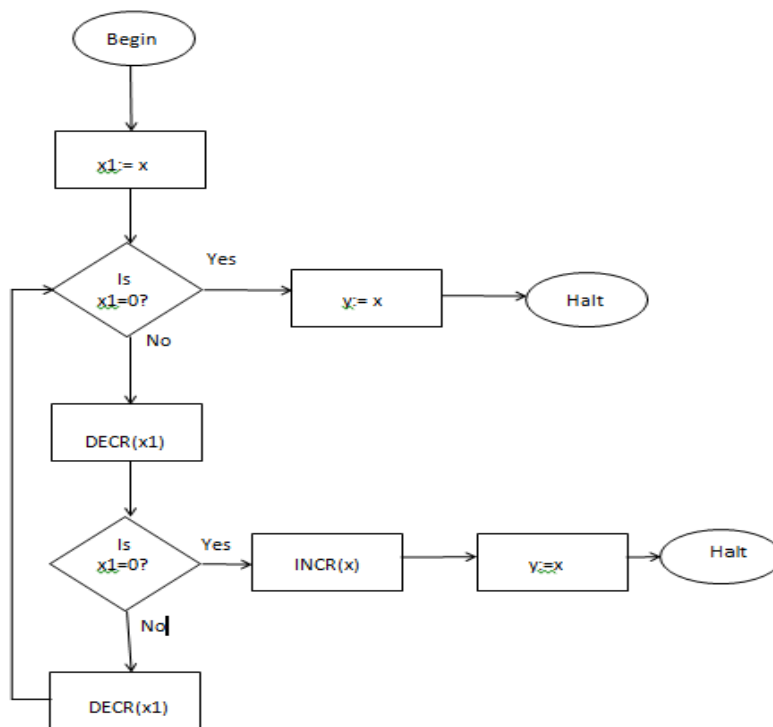 Begin
x1:= x
Is
x1=0?
Yes
y:= x
Halt
No
DECR(x1)
Is
x1=0?
Yes
INCR(x)
y:=x
Halt
No
DECR(x1)